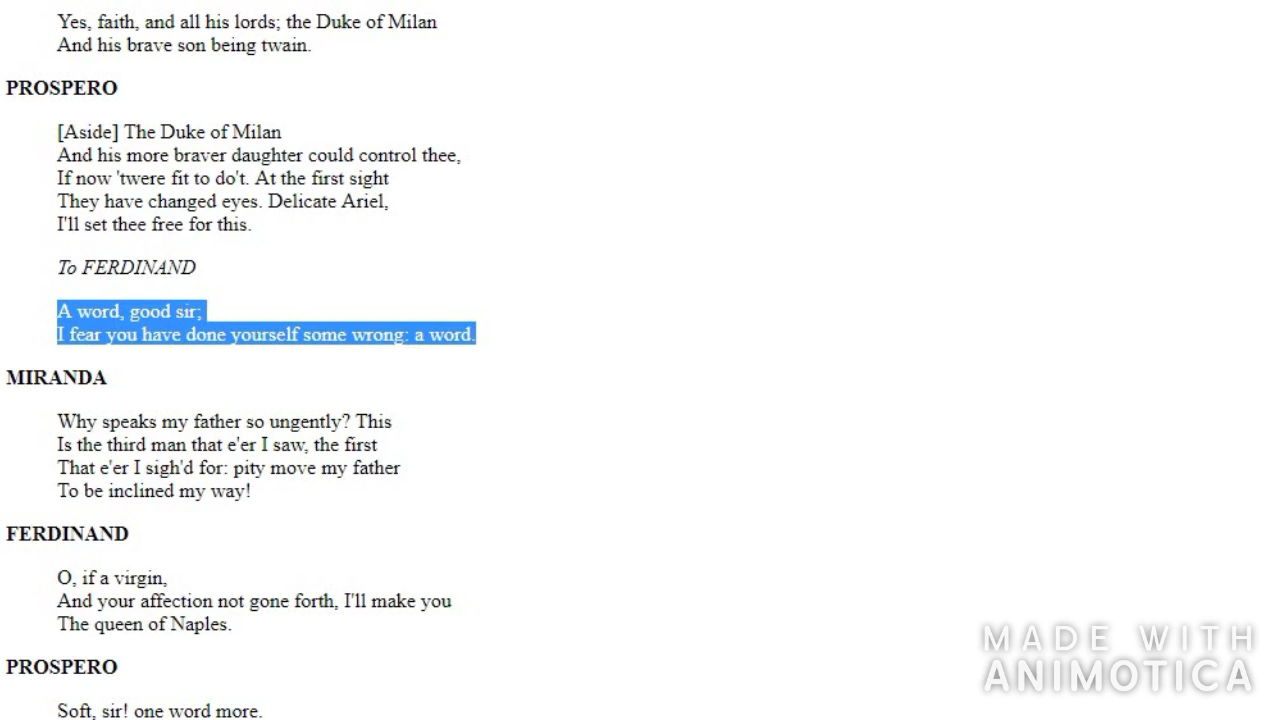 Yes, faith, and all his lords; the Duke of Milan
And his brave son being twain.
PROSPERO
[Aside] The Duke of Milan
And his more braver daughter could control thee,
If now 'twere fit to do't. At the first sight
They have changed eyes. Delicate Ariel,
I'll set thee free for this.
To FERDINAND
A word, good sir;
I fear you have done yourself some wrong: a word.
MIRANDA
Why speaks my father so ungently? This
Is the third man that e'er I saw, the first
That e'er I sigh'd for: pity move my father
To be inclined my way!
FERDINAND
O, if a virgin,
And your affection not gone forth, I'll make you
The queen of Naples.
PROSPERO
Soft, sir! one word more.
MADE WITH
ANIMOTICA